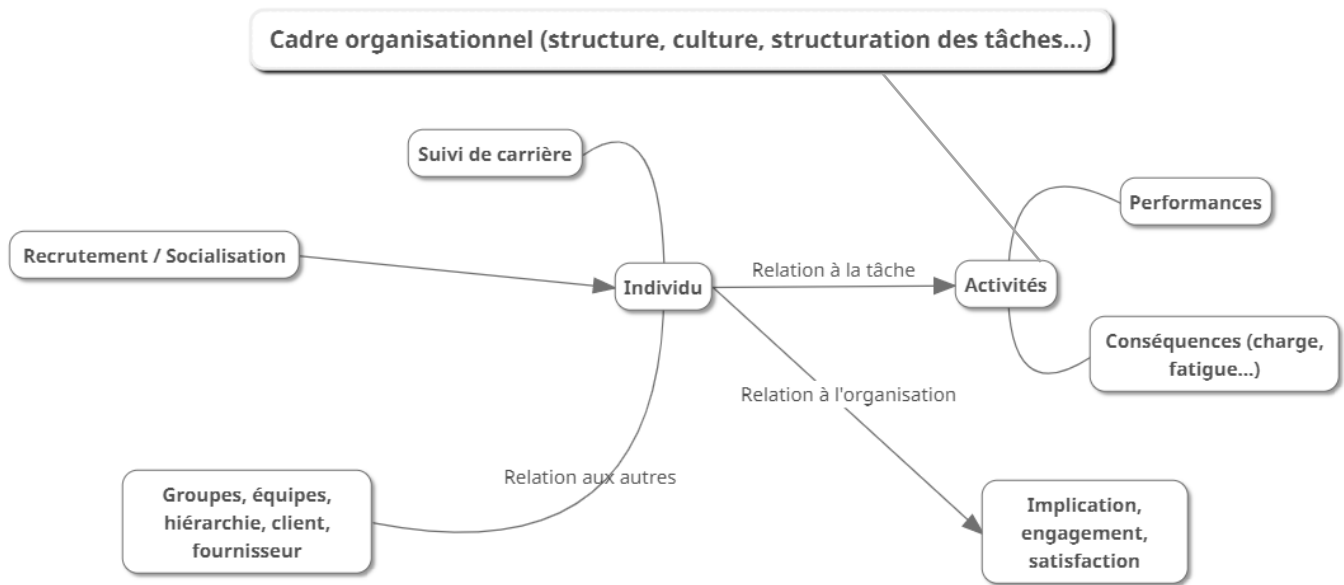 Cadre organisationnel (structure, culture, structuration des tâches...)
Suivi de carrière
Performances
Recrutement / Socialisation
Relation à la tâche
Individu
Activités
Conséquences (charge,
fatigue...)
Relation à l'organisation
Relation aux autres
Groupes, équipes,
hiérarchie, client,
fournisseur
Implication,
engagement,
satisfaction